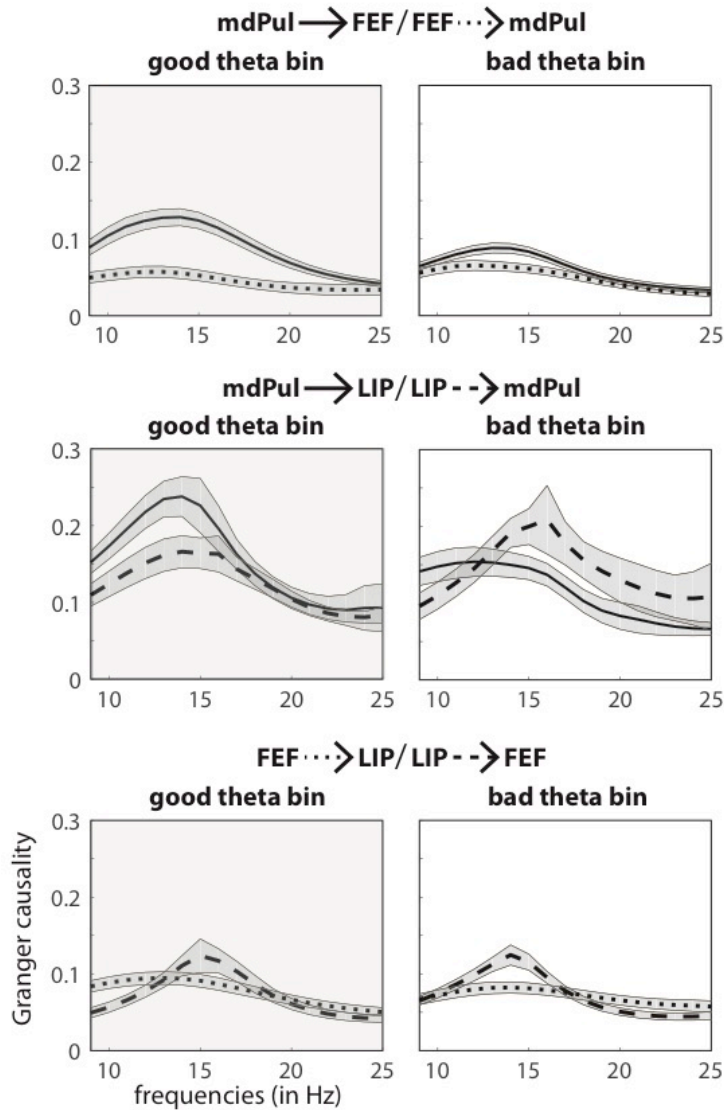 mdPul → FEF / FEF ⋯> mdPul
good theta bin bad theta bin
0.3
0.2
0.1
0
10 15 20 25 10 15 20 25
mdPul → LIP / LIP --> mdPul
good theta bin bad theta bin
0.3
0.2
0.1
0
10 15 20 25 10 15 20 25
FEF ⋯> LIP / LIP --> FEF
good theta bin bad theta bin
0.3
0.2
0.1
0
Granger causality
10 15 20 25 10 15 20 25
frequencies (in Hz)